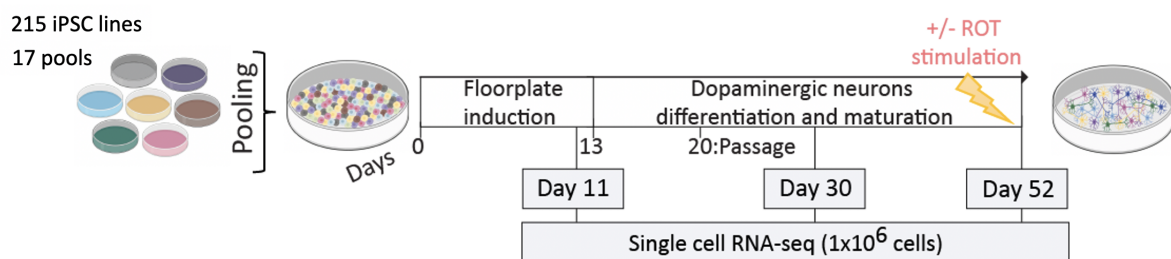 215 iPSC lines
17 pools
Pooling
+/- ROT
stimulation
Floorplate
induction
Dopaminergic neurons
differentiation and maturation
Days
0
13
20:Passage
Day 11
Day 30
Day 52
Single cell RNA-seq (1x10⁶ cells)